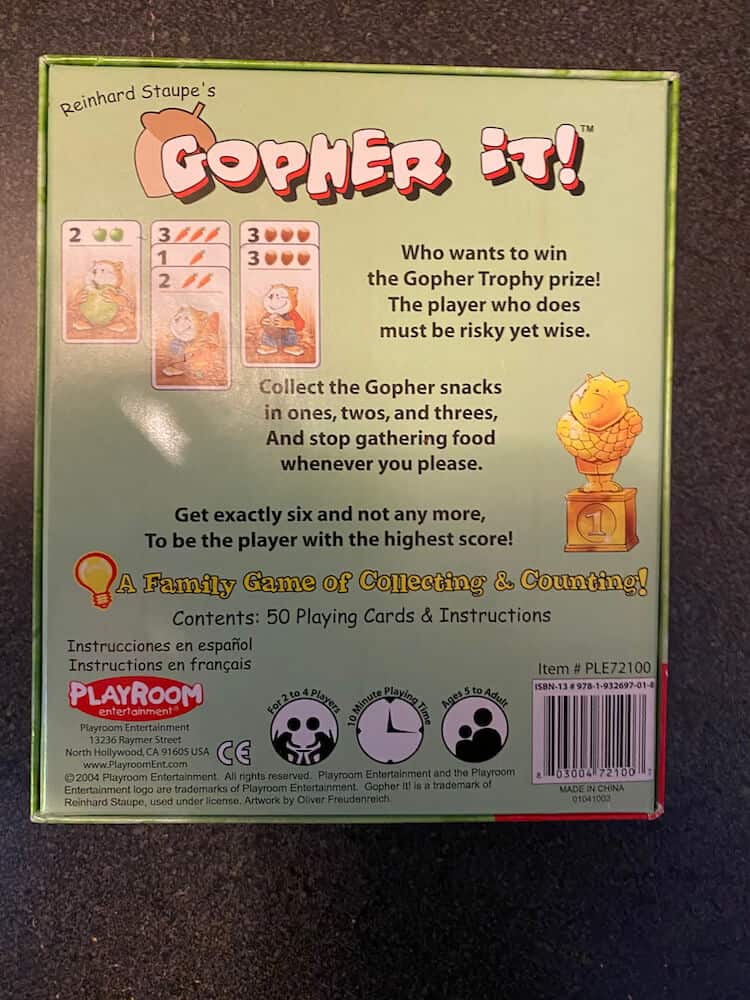 Reinhard Staupe's
GOPHER IT!™
2
3
1
2
3
3
Who wants to win
the Gopher Trophy prize!
The player who does
must be risky yet wise.
Collect the Gopher snacks
in ones, twos, and threes,
And stop gathering food
whenever you please.
Get exactly six and not any more,
To be the player with the highest score!
1
A Family Game of Collecting & Counting!
Contents: 50 Playing Cards & Instructions
Instrucciones en español
Instructions en français
PLAYROOM
entertainment®
Playroom Entertainment
13236 Raymer Street
North Hollywood, CA 91605 USA
www.PlayroomEnt.com
CE
For 2 to 4 Players
10 Minute Playing Time
Ages 5 to Adult
Item # PLE72100
ISBN-13 # 978-1-932697-01-8
8 03004 72100 7
MADE IN CHINA
01041003
©2004 Playroom Entertainment. All rights reserved. Playroom Entertainment and the Playroom
Entertainment logo are trademarks of Playroom Entertainment. Gopher It! is a trademark of
Reinhard Staupe, used under license. Artwork by Oliver Freudenreich.